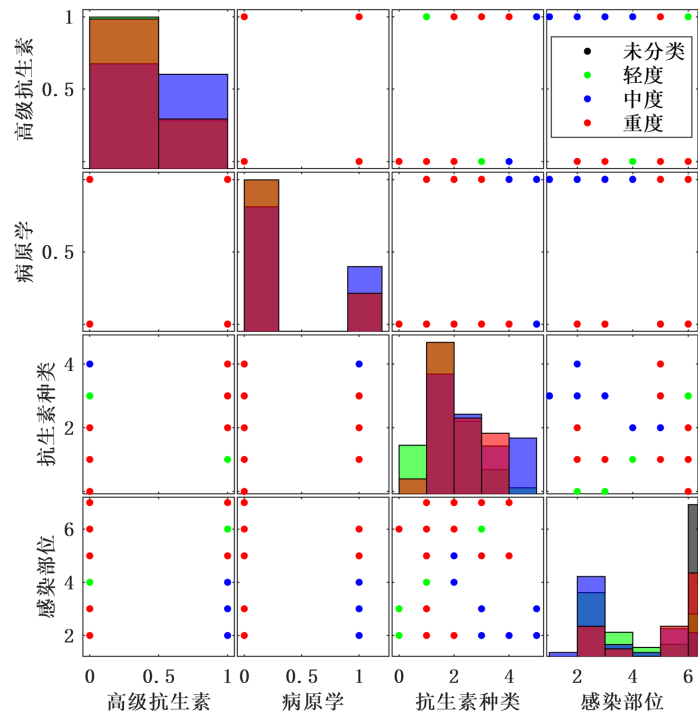 1
0.5
高级抗生素
未分类
轻度
中度
重度
0.5
病原学
4
2
抗生素种类
6
4
2
感染部位
0 0.5 1 0 0.5 1 0 2 4 2 4 6
高级抗生素 病原学 抗生素种类 感染部位